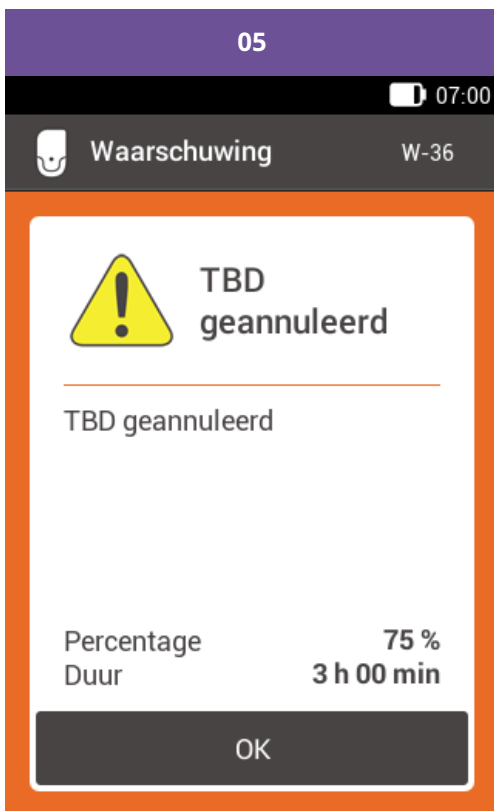 05
07:00
Waarschuwing W-36
TBD
geannuleerd
TBD geannuleerd
Percentage 75 %
Duur 3 h 00 min
OK